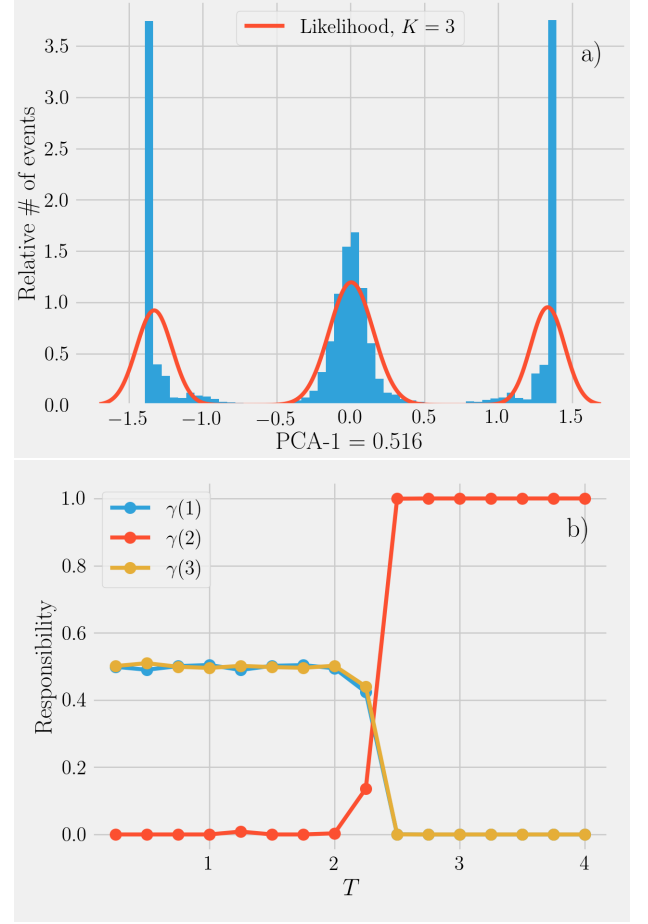 Likelihood, K = 3
a)
3.5
3.0
2.5
2.0
1.5
1.0
0.5
0.0
Relative # of events
−1.5 −1.0 −0.5 0.0 0.5 1.0 1.5
PCA-1 = 0.516
γ(1)
γ(2)
γ(3)
b)
1.0
0.8
0.6
0.4
0.2
0.0
Responsibility
1 2 3 4
T